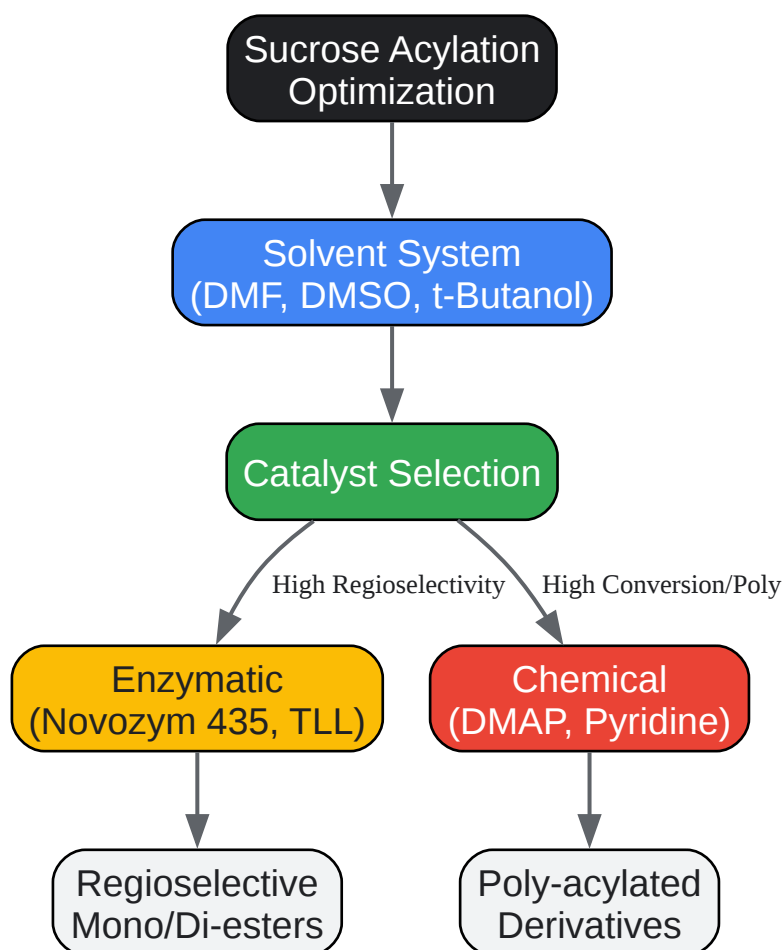 Sucrose Acylation
Optimization
Solvent System
(DMF, DMSO, t-Butanol)
Catalyst Selection
High Regioselectivity
High Conversion/Poly
Enzymatic
(Novozym 435, TLL)
Chemical
(DMAP, Pyridine)
Regioselective
Mono/Di-esters
Poly-acylated
Derivatives